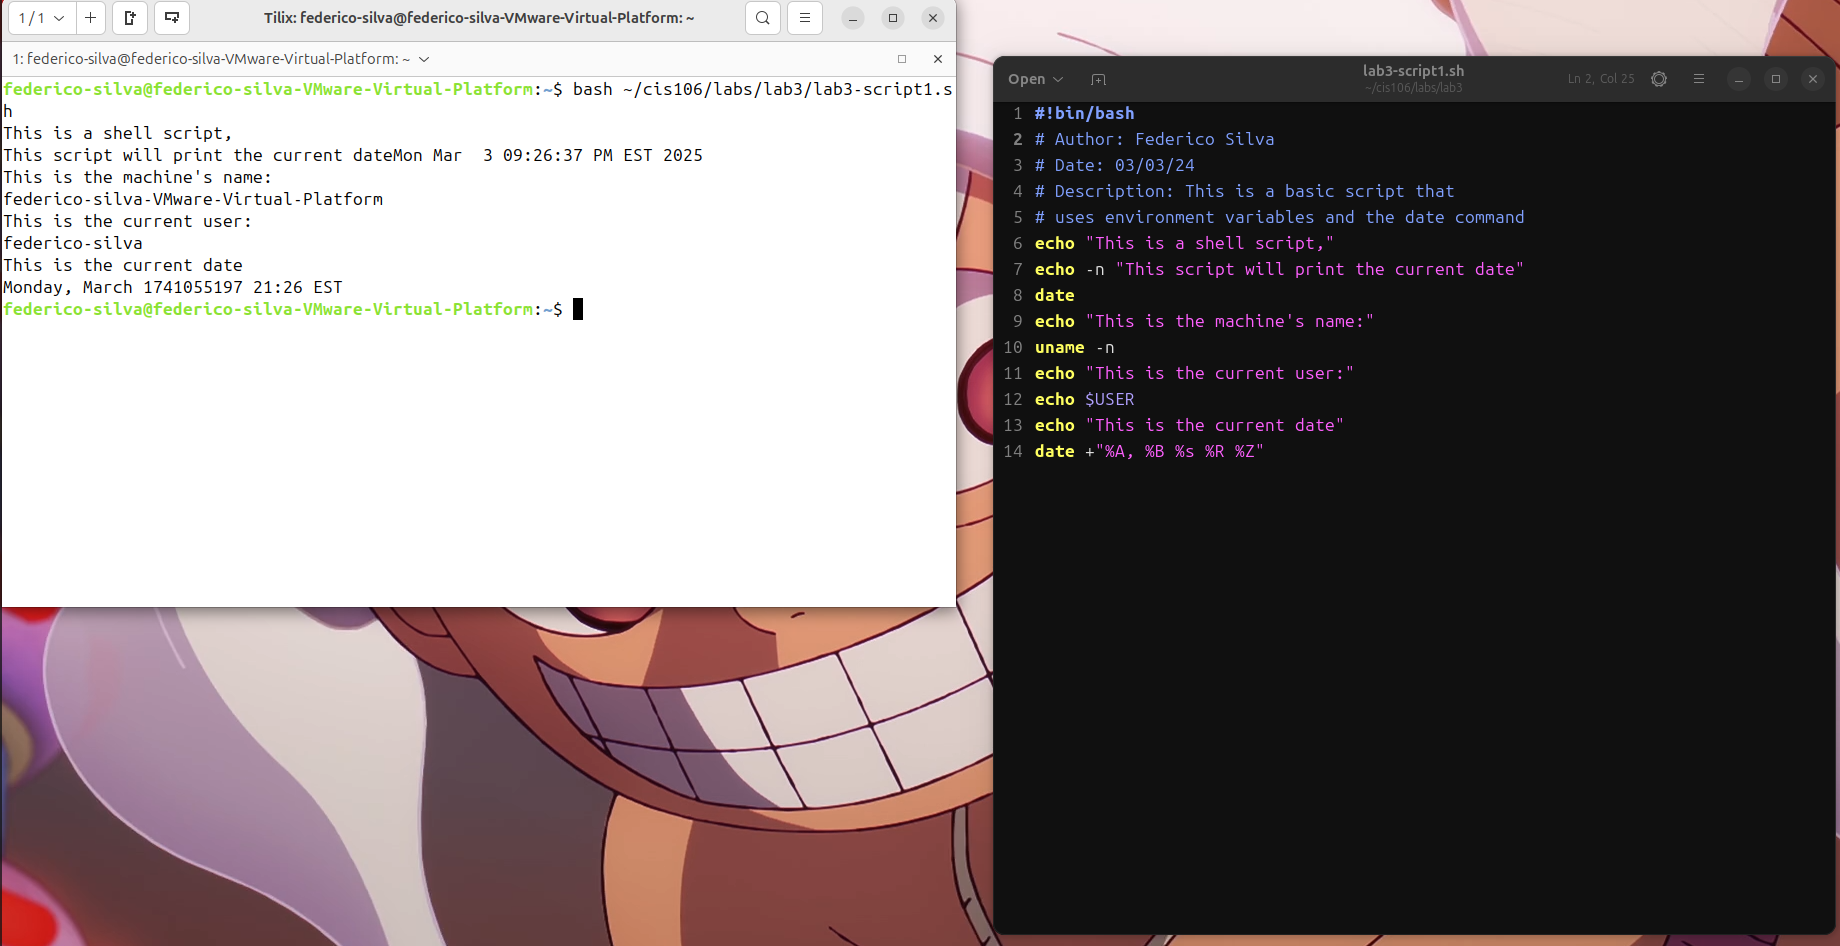 1 / 1
Tilix: federico-silva@federico-silva-VMware-Virtual-Platform: ~
1: federico-silva@federico-silva-VMware-Virtual-Platform: ~
federico-silva@federico-silva-VMware-Virtual-Platform:~$ bash ~/cis106/labs/lab3/lab3-script1.s
h
This is a shell script,
This script will print the current dateMon Mar  3 09:26:37 PM EST 2025
This is the machine's name:
federico-silva-VMware-Virtual-Platform
This is the current user:
federico-silva
This is the current date
Monday, March 1741055197 21:26 EST
federico-silva@federico-silva-VMware-Virtual-Platform:~$
Open
lab3-script1.sh
~/cis106/labs/lab3
Ln 2, Col 25
1 #!bin/bash
2 # Author: Federico Silva
3 # Date: 03/03/24
4 # Description: This is a basic script that
5 # uses environment variables and the date command
6 echo "This is a shell script,"
7 echo -n "This script will print the current date"
8 date
9 echo "This is the machine's name:"
10 uname -n
11 echo "This is the current user:"
12 echo $USER
13 echo "This is the current date"
14 date +"%A, %B %s %R %Z"